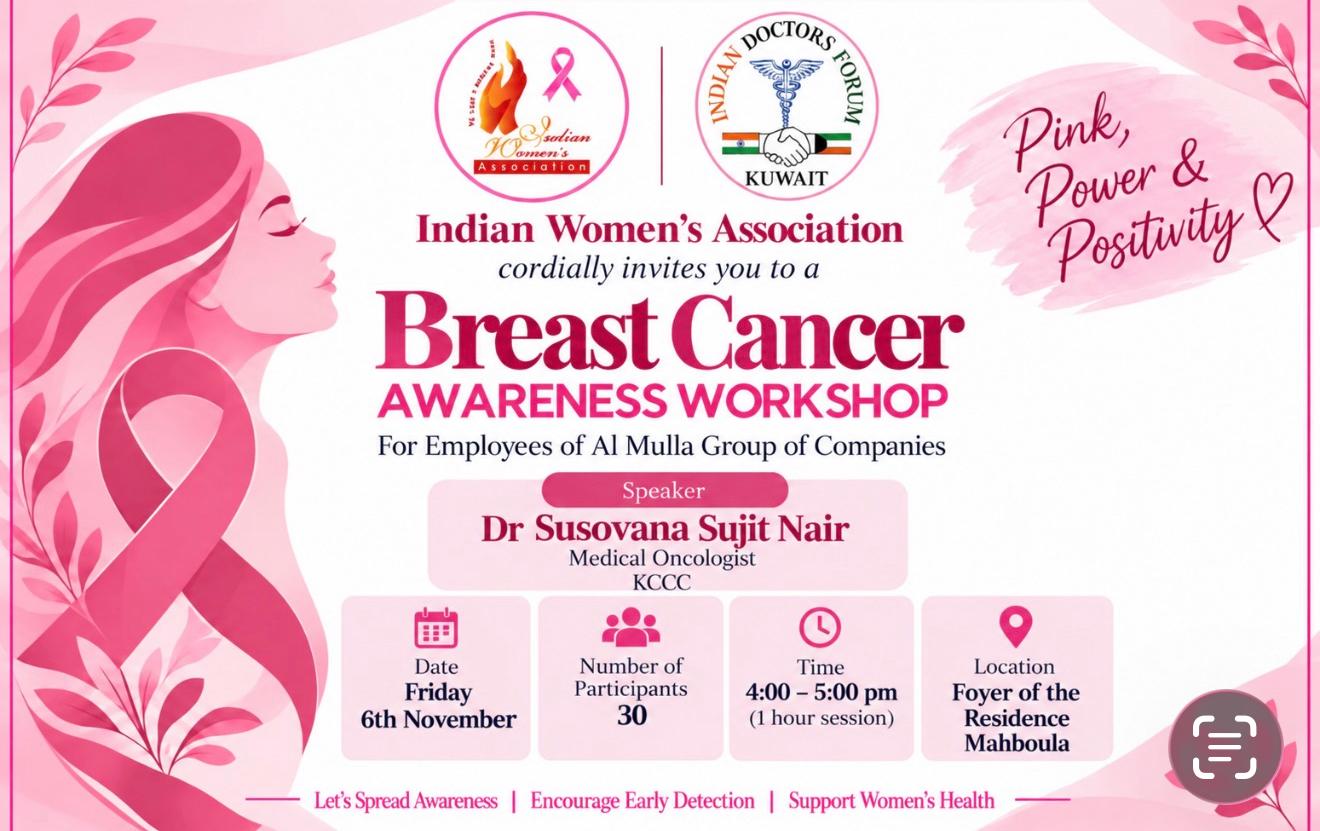 Indian
Women's
Association
INDIAN DOCTORS FORUM
KUWAIT
Pink,
Power &
Positivity
Indian Women's Association
cordially invites you to a
Breast Cancer
AWARENESS WORKSHOP
For Employees of Al Mulla Group of Companies
Speaker
Dr Susovana Sujit Nair
Medical Oncologist
KCCC
Date
Friday
6th November
Number of
Participants
30
Time
4:00 – 5:00 pm
(1 hour session)
Location
Foyer of the
Residence
Mahboula
Let's Spread Awareness | Encourage Early Detection | Support Women's Health